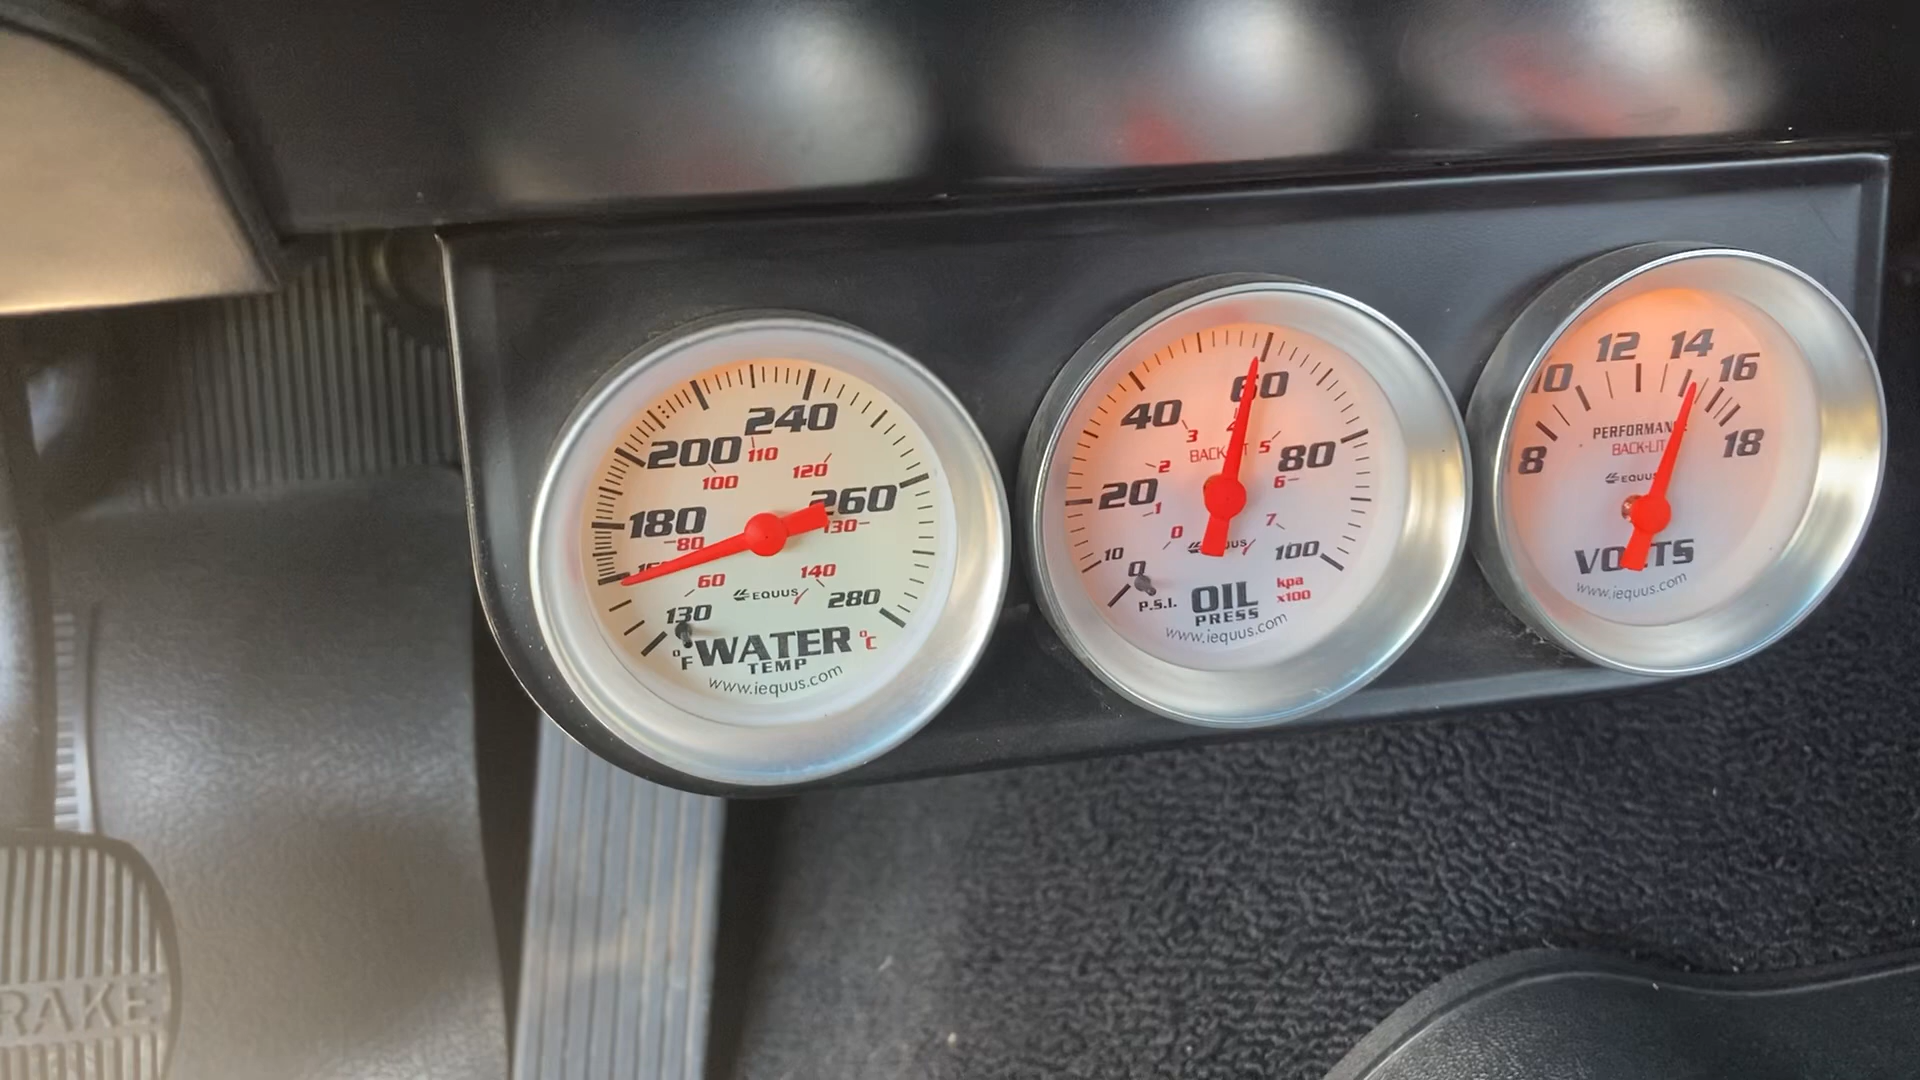 240
200
110
120
100
260
180
130
80
60
140
EQUUS
280
130
°F WATER °C
TEMP
www.iequus.com
60
40
3
5
BACK
80
2
6
20
1
7
0
100
10
0
kpa
x100
P.S.I.
OIL
PRESS
www.iequus.com
12
14
16
10
PERFORMAN
BACK-LIT
18
8
EQUUS
VOLTS
www.iequus.com
RAKE